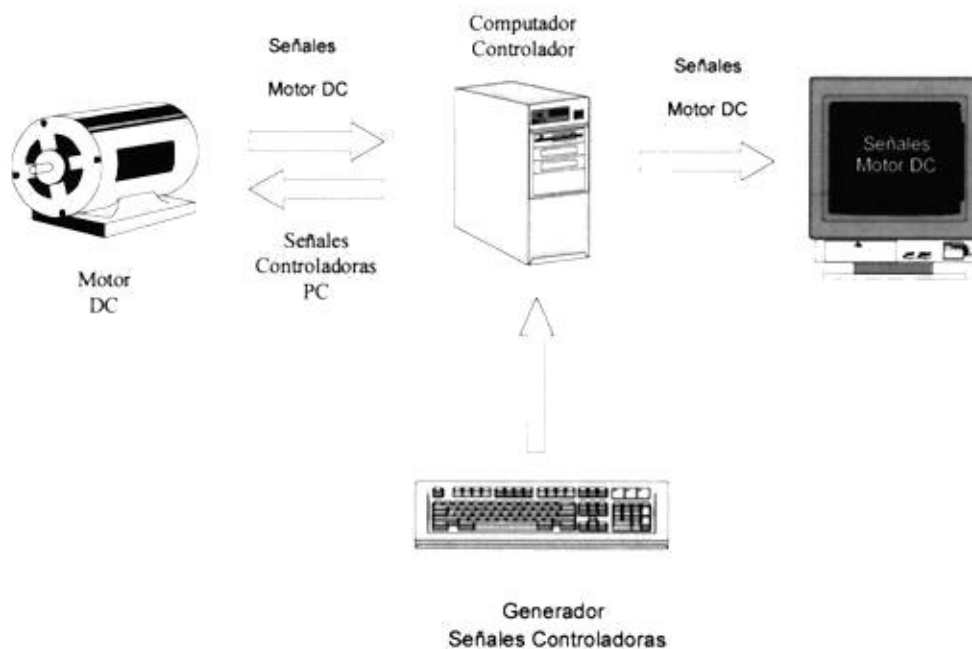 Computador
Controlador
Señales
Motor DC
Señales
Motor DC
Señales
Motor DC
Señales
Controladoras
PC
Motor
DC
Generador
Señales Controladoras